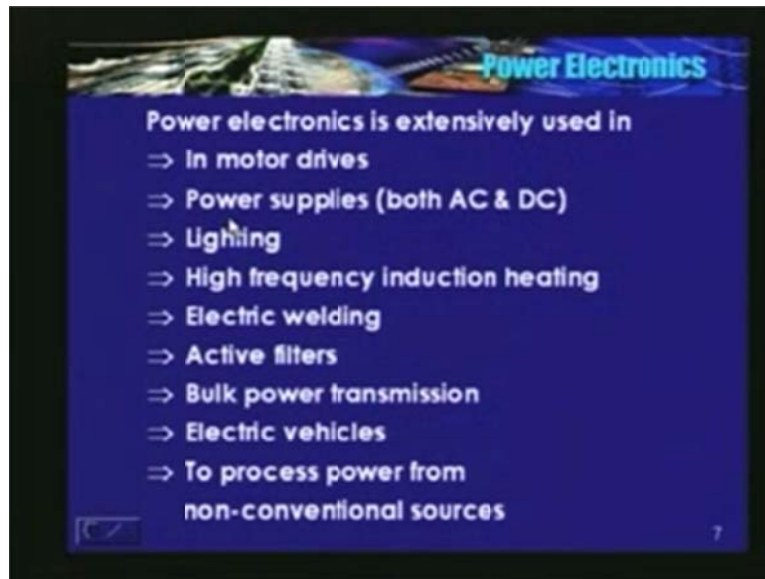 Power Electronics
Power electronics is extensively used in
⇒ In motor drives
⇒ Power supplies (both AC & DC)
⇒ Lighting
⇒ High frequency induction heating
⇒ Electric welding
⇒ Active filters
⇒ Bulk power transmission
⇒ Electric vehicles
⇒ To process power from
non-conventional sources
7